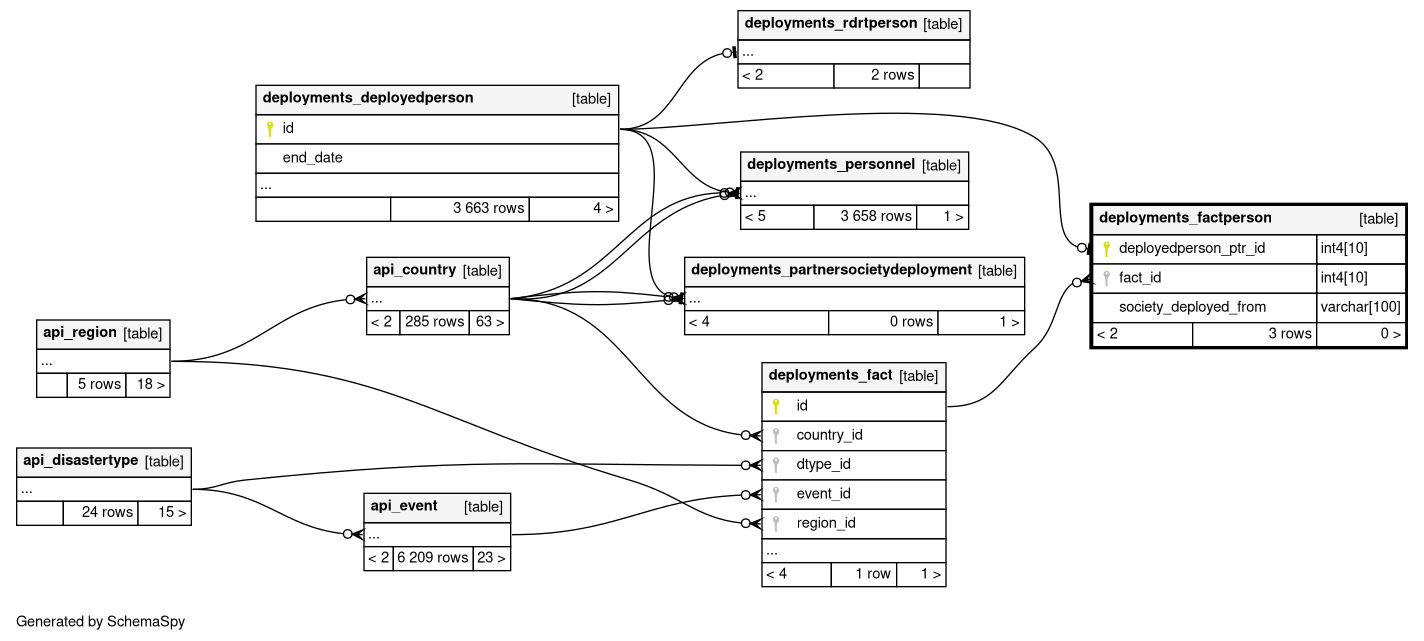 deployments_rdrtperson [table]
...
< 2 2 rows
deployments_deployedperson [table]
id
end_date
...
3 663 rows 4 >
deployments_personnel [table]
...
< 5 3 658 rows 1 >
deployments_factperson [table]
deployedperson_ptr_id int4[10]
fact_id int4[10]
society_deployed_from varchar[100]
< 2 3 rows 0 >
api_country [table]
...
< 2 285 rows 63 >
deployments_partnersocietydeployment [table]
...
< 4 0 rows 1 >
api_region [table]
...
5 rows 18 >
deployments_fact [table]
id
country_id
dtype_id
event_id
region_id
...
< 4 1 row 1 >
api_disastertype [table]
...
24 rows 15 >
api_event [table]
...
< 2 6 209 rows 23 >
Generated by SchemaSpy